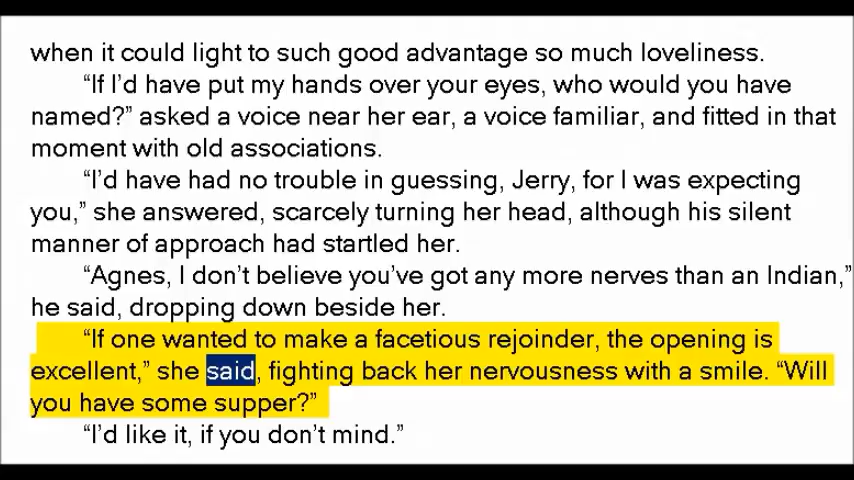 when it could light to such good advantage so much loveliness.
“If I’d have put my hands over your eyes, who would you have
named?” asked a voice near her ear, a voice familiar, and fitted in that
moment with old associations.
“I’d have had no trouble in guessing, Jerry, for I was expecting
you,” she answered, scarcely turning her head, although his silent
manner of approach had startled her.
“Agnes, I don’t believe you’ve got any more nerves than an Indian,”
he said, dropping down beside her.
“If one wanted to make a facetious rejoinder, the opening is
excellent,” she said, fighting back her nervousness with a smile. “Will
you have some supper?”
“I’d like it, if you don’t mind.”